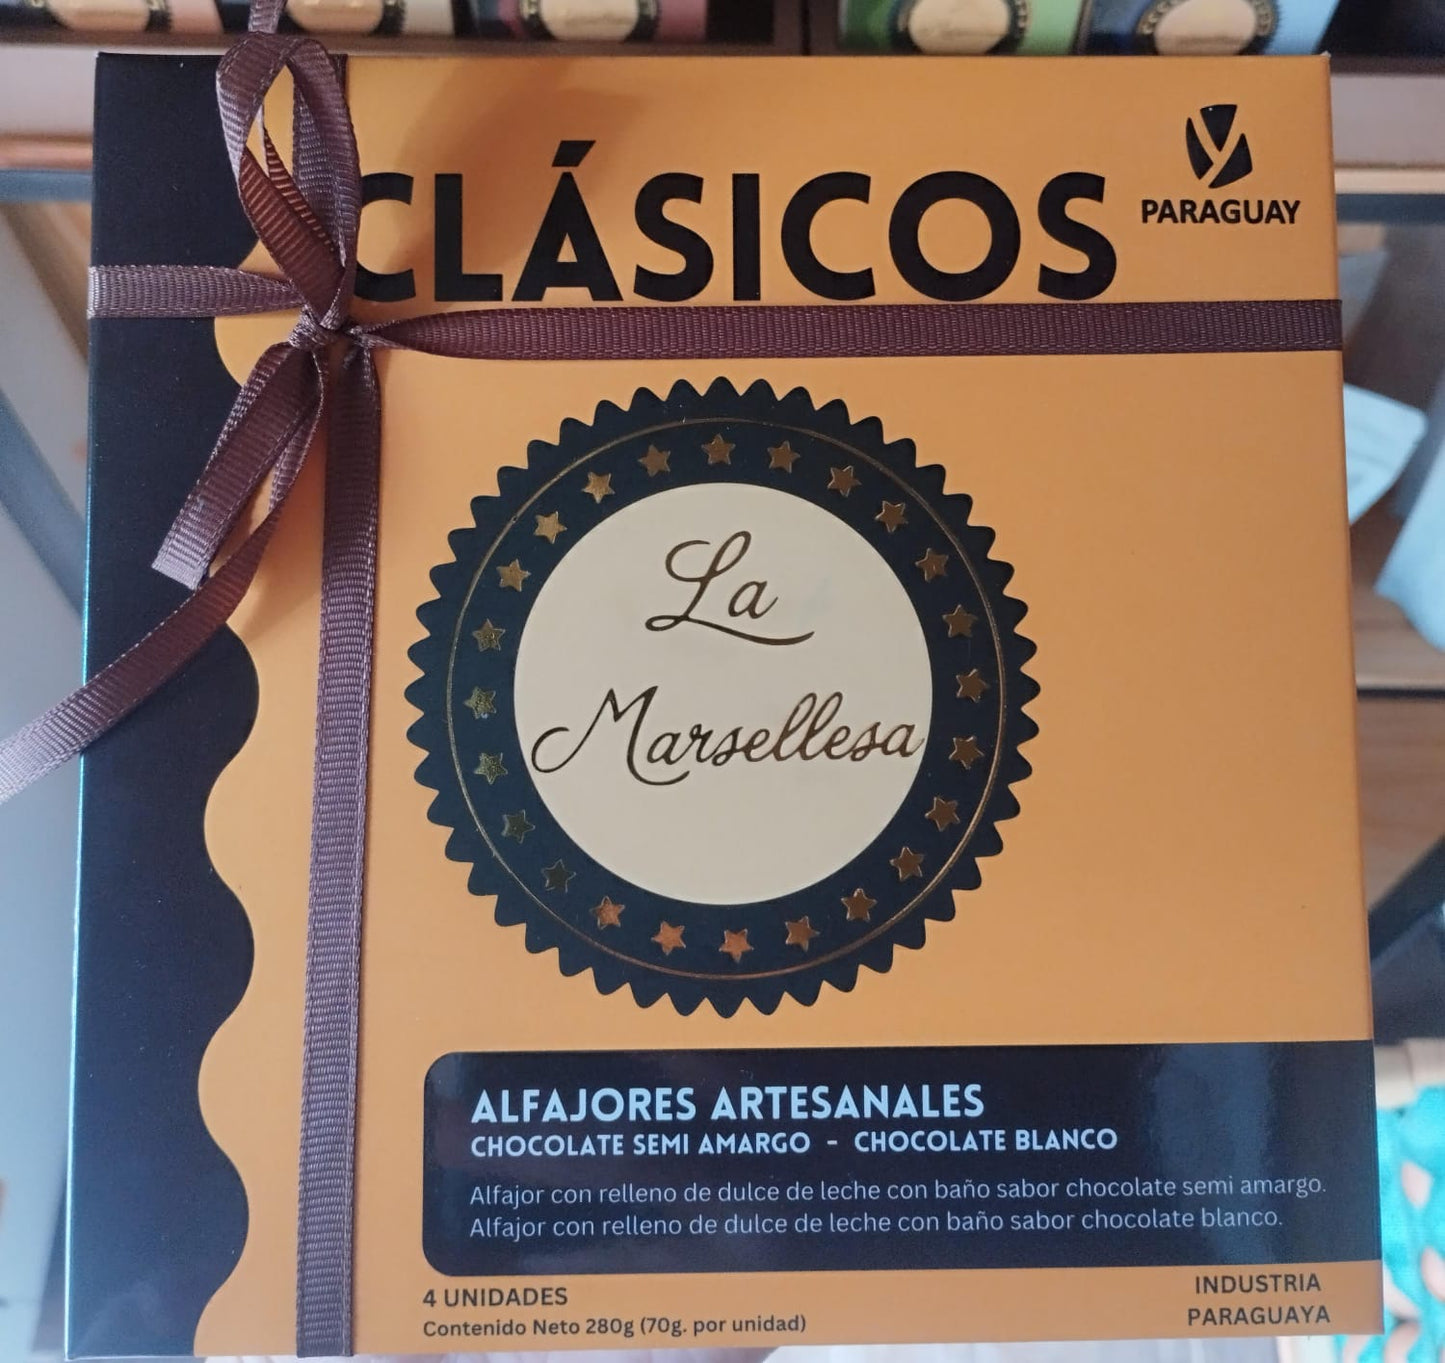 CLÁSICOS
PARAGUAY
La
Marsellesa
ALFAJORES ARTESANALES
CHOCOLATE SEMI AMARGO - CHOCOLATE BLANCO
Alfajor con relleno de dulce de leche con baño sabor chocolate semi amargo.
Alfajor con relleno de dulce de leche con baño sabor chocolate blanco.
4 UNIDADES
Contenido Neto 280g (70g. por unidad)
INDUSTRIA
PARAGUAYA